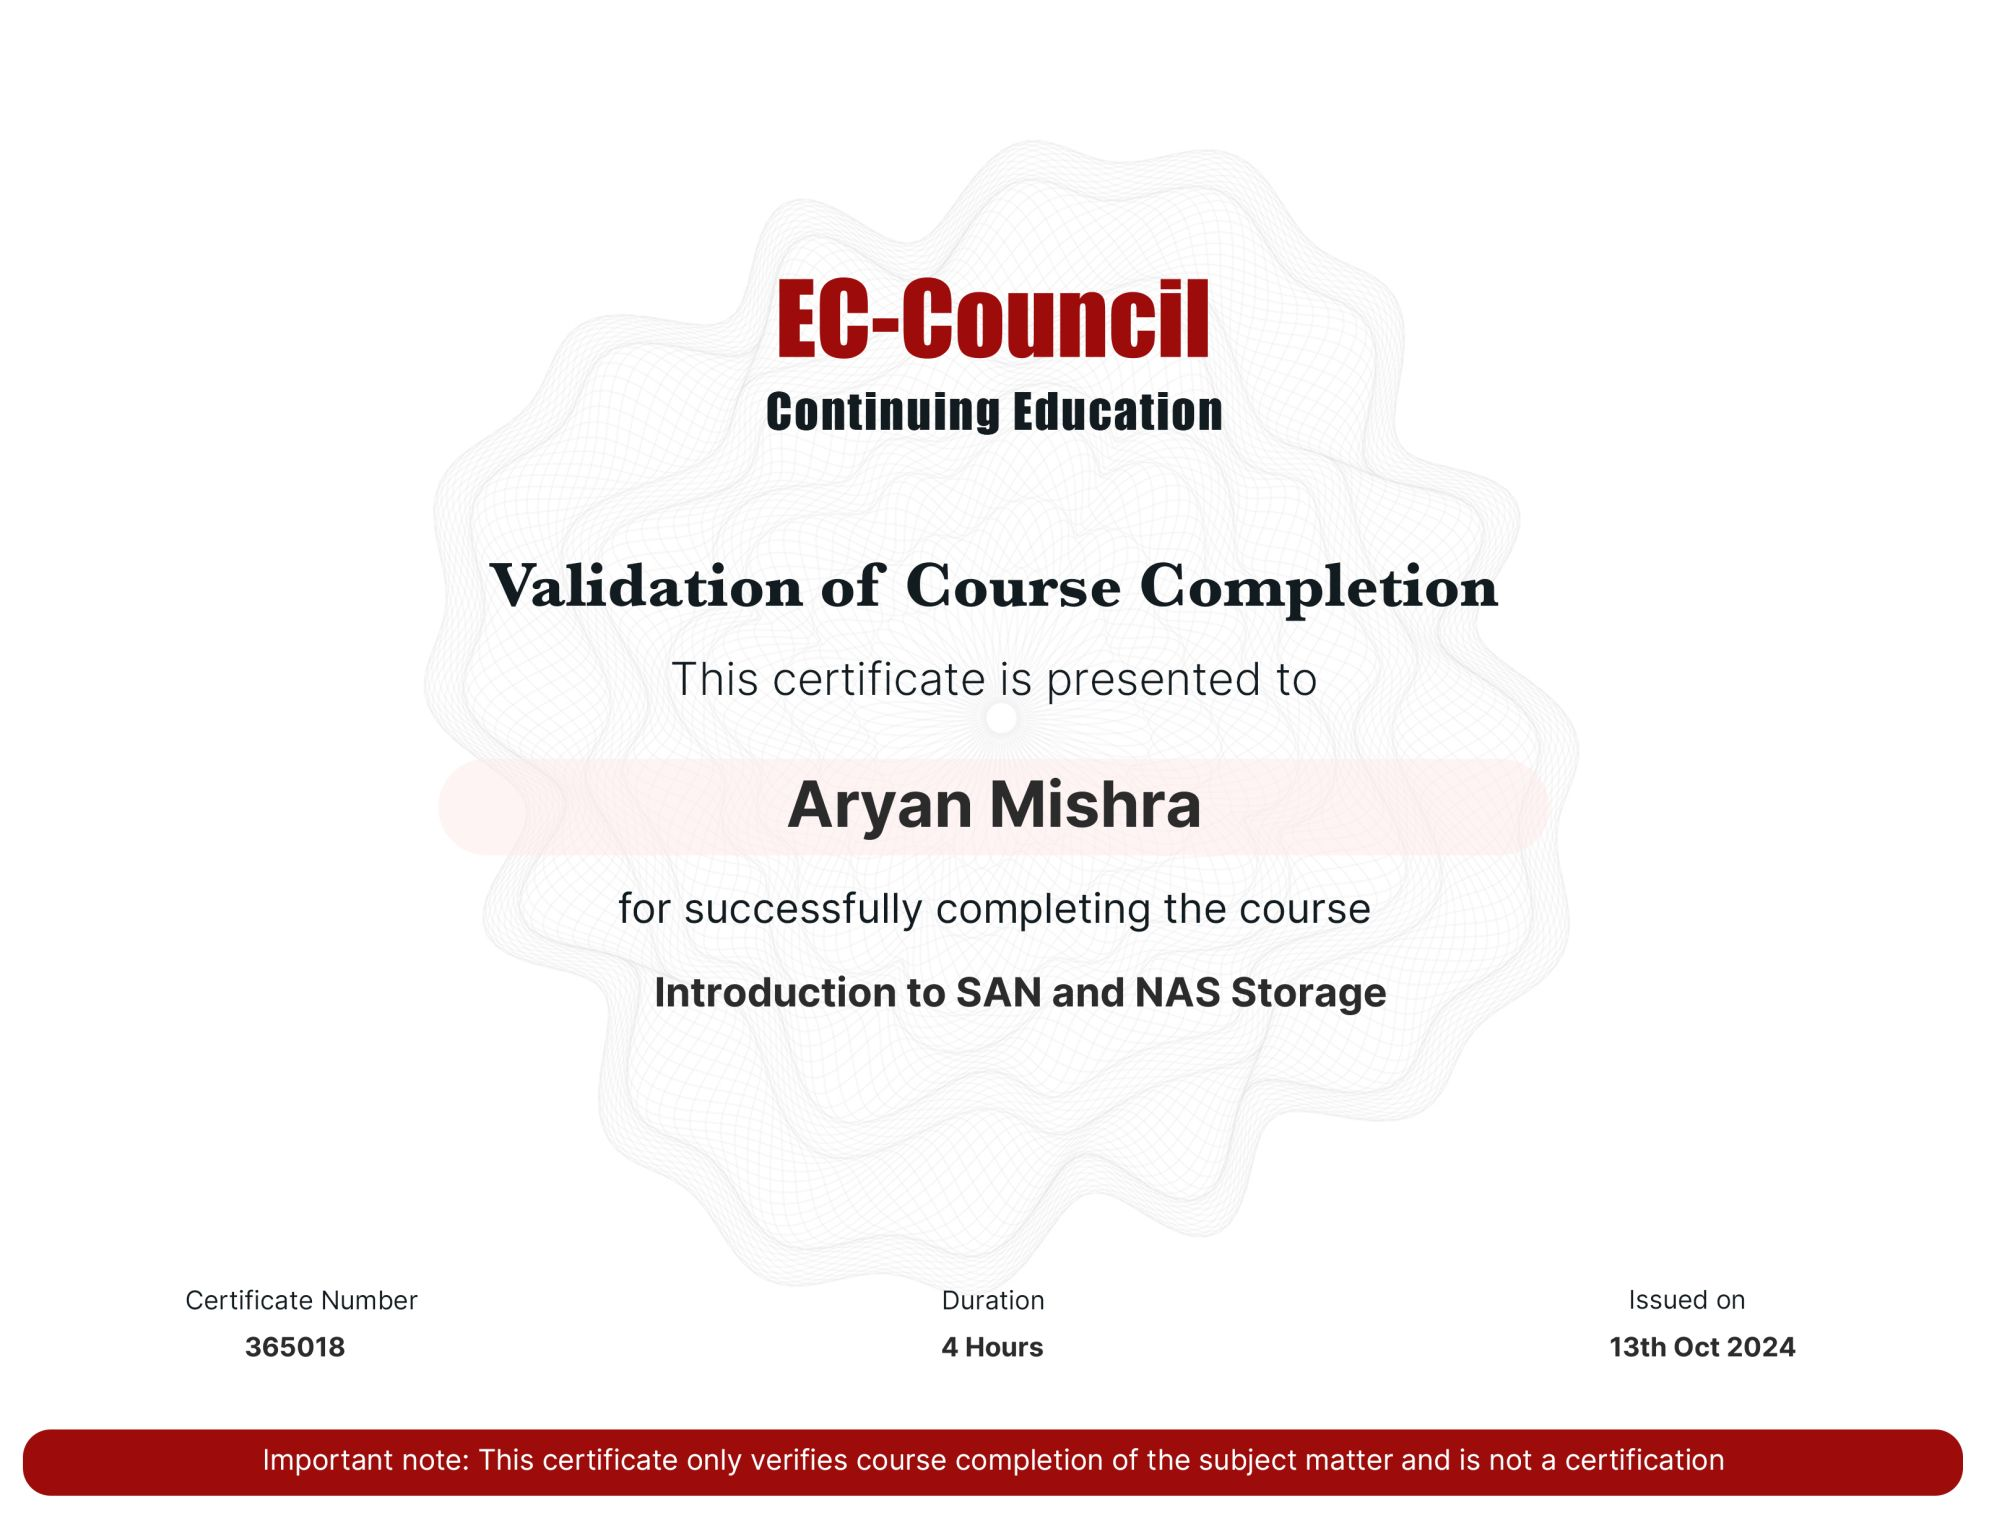 EC-Council
Continuing Education
Validation of Course Completion
This certificate is presented to
Aryan Mishra
for successfully completing the course
Introduction to SAN and NAS Storage
Certificate Number
365018
Duration
4 Hours
Issued on
13th Oct 2024
Important note: This certificate only verifies course completion of the subject matter and is not a certification